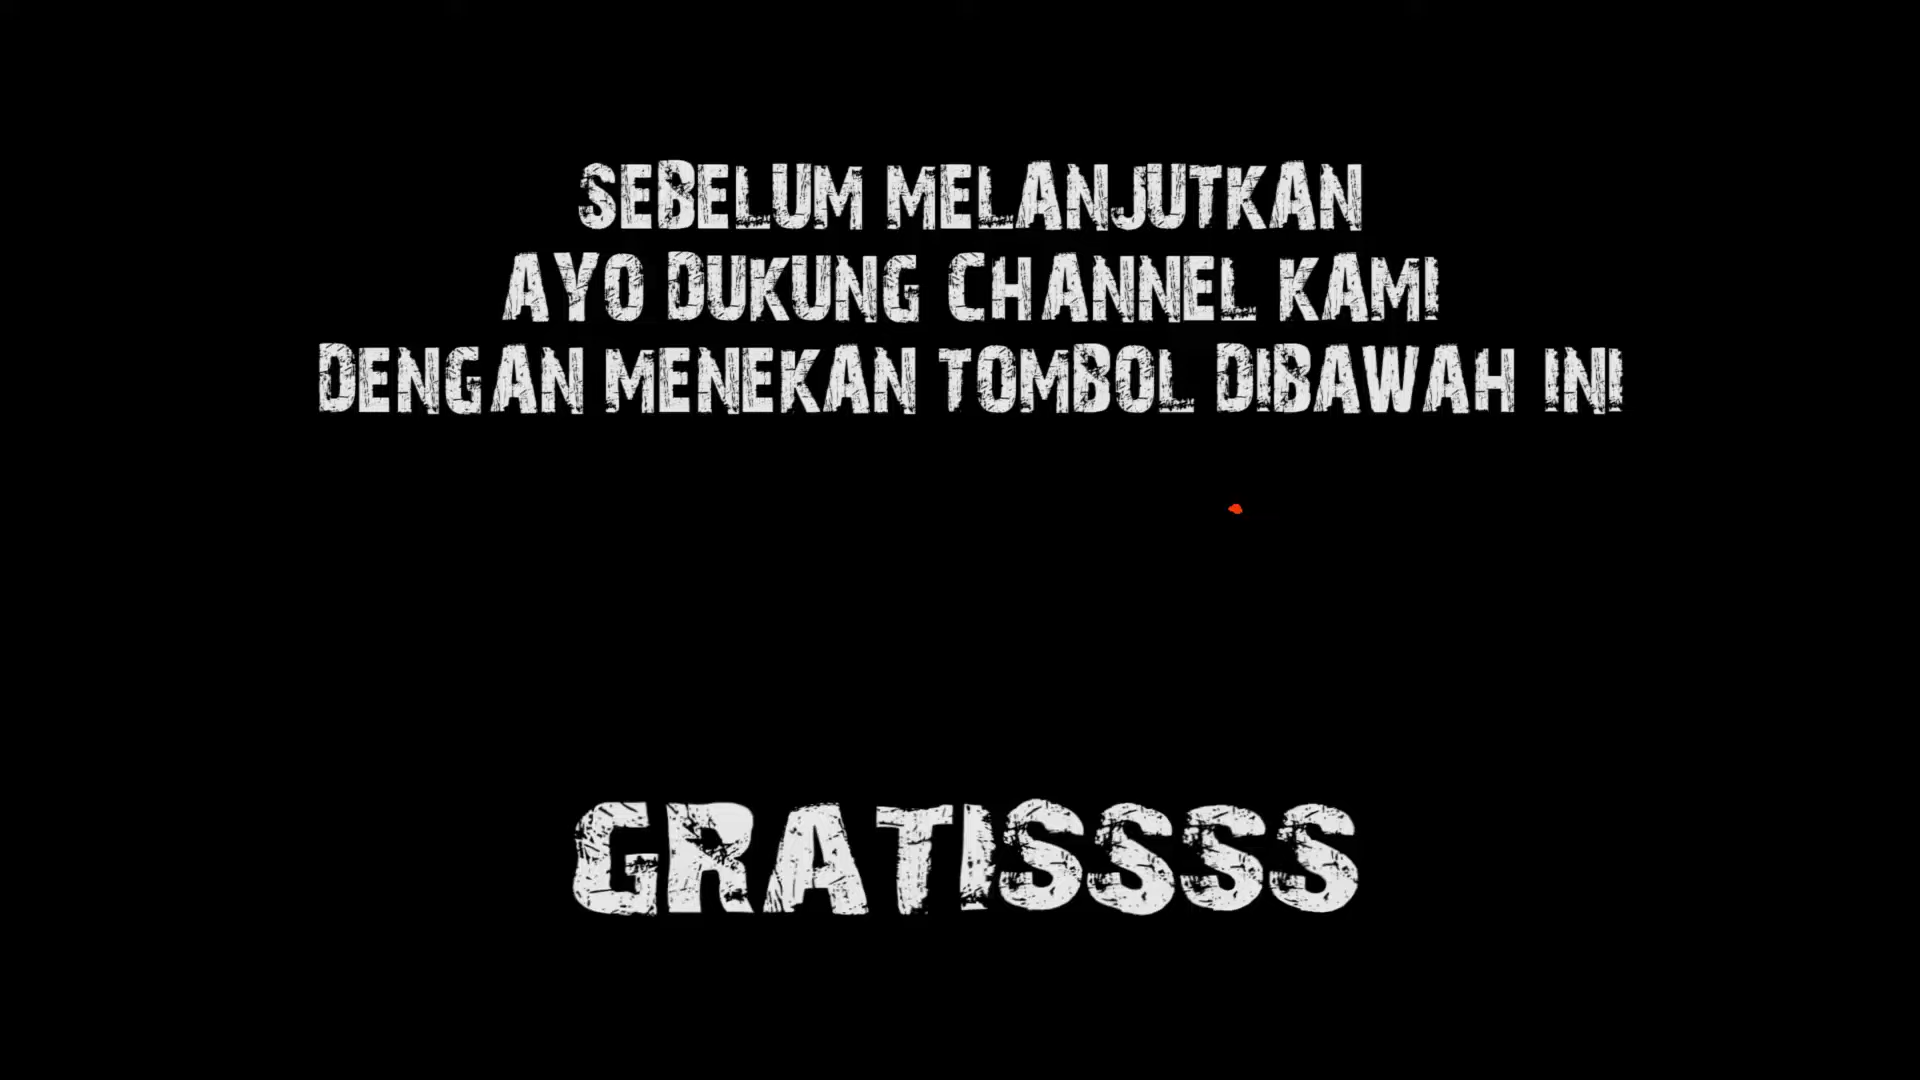 SEBELUM MELANJUTKAN
AYO DUKUNG CHANNEL KAMI
DENGAN MENEKAN TOMBOL DIBAWAH INI
GRATISSSS